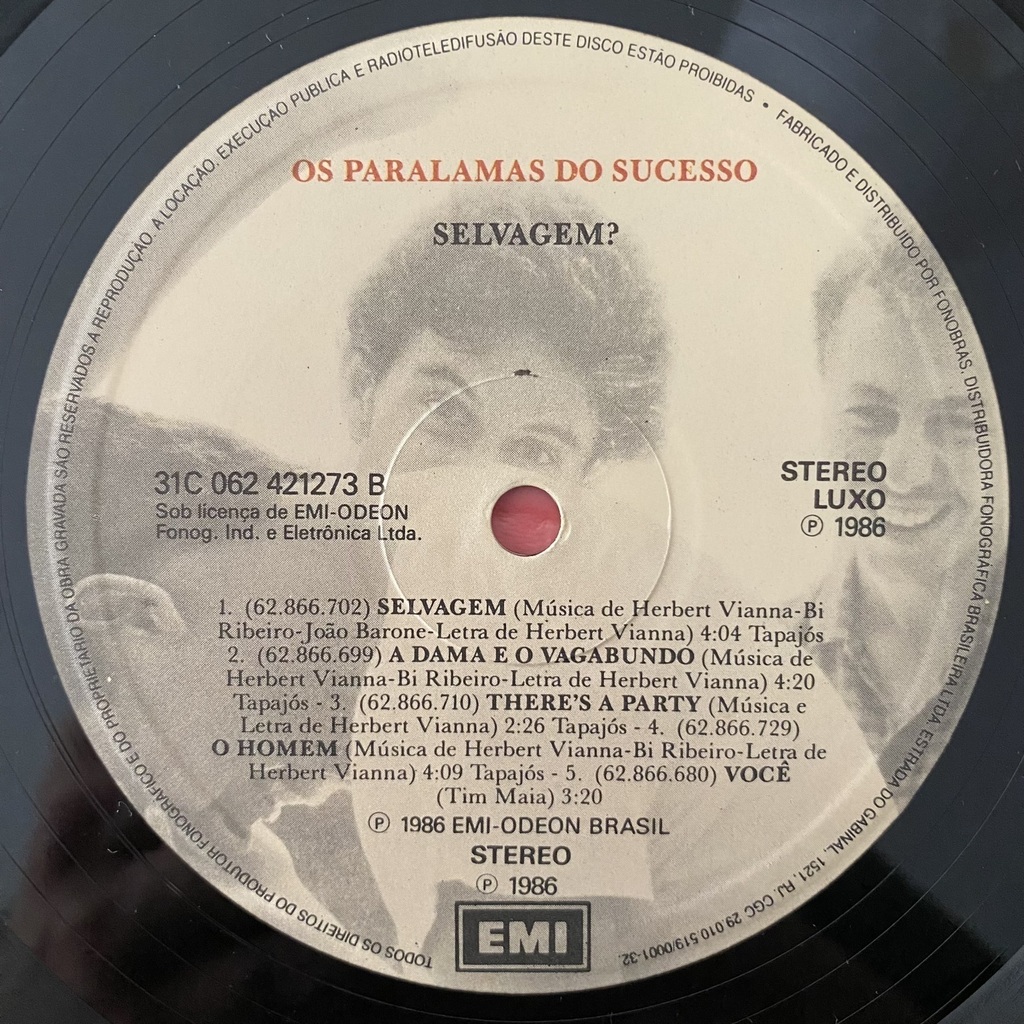 TODOS OS DIREITOS DO PRODUTOR FONOGRÁFICO E DO PROPRIETÁRIO DA OBRA GRAVADA SÃO RESERVADOS A REPRODUÇÃO. A LOCAÇÃO. EXECUÇÃO PUBLICA E RADIOTELEDIFUSÃO DESTE DISCO ESTÃO PROIBIDAS • FABRICADO E DISTRIBUIDO POR FONOBRAS. DISTRIBUIDORA FONOGRÁFICA BRASILEIRA LTDA. ESTRADA DO GABINAL, 1521. RJ. CGC 29.010.519/0001-32.
OS PARALAMAS DO SUCESSO
SELVAGEM?
31C 062 421273 B
Sob licença de EMI-ODEON
Fonog. Ind. e Eletrônica Ltda.
STEREO
LUXO
℗ 1986
1. (62.866.702) SELVAGEM (Música de Herbert Vianna-Bi
Ribeiro-João Barone-Letra de Herbert Vianna) 4:04 Tapajós
2. (62.866.699) A DAMA E O VAGABUNDO (Música de
Herbert Vianna-Bi Ribeiro-Letra de Herbert Vianna) 4:20
Tapajós - 3. (62.866.710) THERE'S A PARTY (Música e
Letra de Herbert Vianna) 2:26 Tapajós - 4. (62.866.729)
O HOMEM (Música de Herbert Vianna-Bi Ribeiro-Letra de
Herbert Vianna) 4:09 Tapajós - 5. (62.866.680) VOCÊ
(Tim Maia) 3:20
℗ 1986 EMI-ODEON BRASIL
STEREO
℗ 1986
EMI